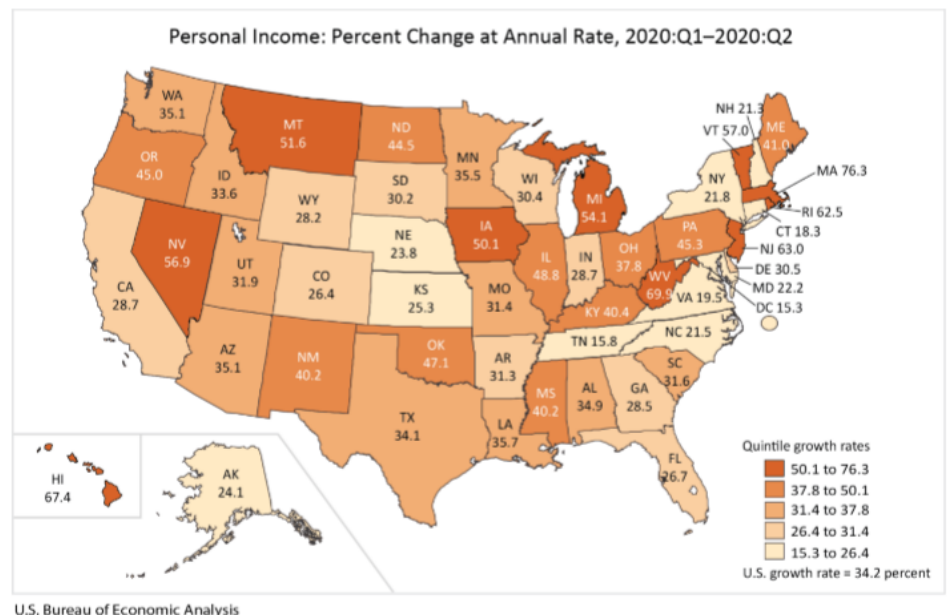 Personal Income: Percent Change at Annual Rate, 2020:Q1–2020:Q2
WA
35.1
OR
45.0
ID
33.6
MT
51.6
ND
44.5
MN
35.5
SD
30.2
WY
28.2
WI
30.4
MI
54.1
NH 21.3
VT 57.0
ME
41.0
MA 76.3
NY
21.8
RI 62.5
CT 18.3
NJ 63.0
PA
45.3
DE 30.5
MD 22.2
DC 15.3
NV
56.9
UT
31.9
CA
28.7
CO
26.4
NE
23.8
KS
25.3
IA
50.1
MO
31.4
IL
48.8
IN
28.7
OH
37.8
WV
69.9
VA 19.5
KY 40.4
TN 15.8
NC 21.5
SC
31.6
AZ
35.1
NM
40.2
OK
47.1
AR
31.3
TX
34.1
LA
35.7
MS
40.2
AL
34.9
GA
28.5
FL
26.7
HI
67.4
AK
24.1
Quintile growth rates
50.1 to 76.3
37.8 to 50.1
31.4 to 37.8
26.4 to 31.4
15.3 to 26.4
U.S. growth rate = 34.2 percent
U.S. Bureau of Economic Analysis